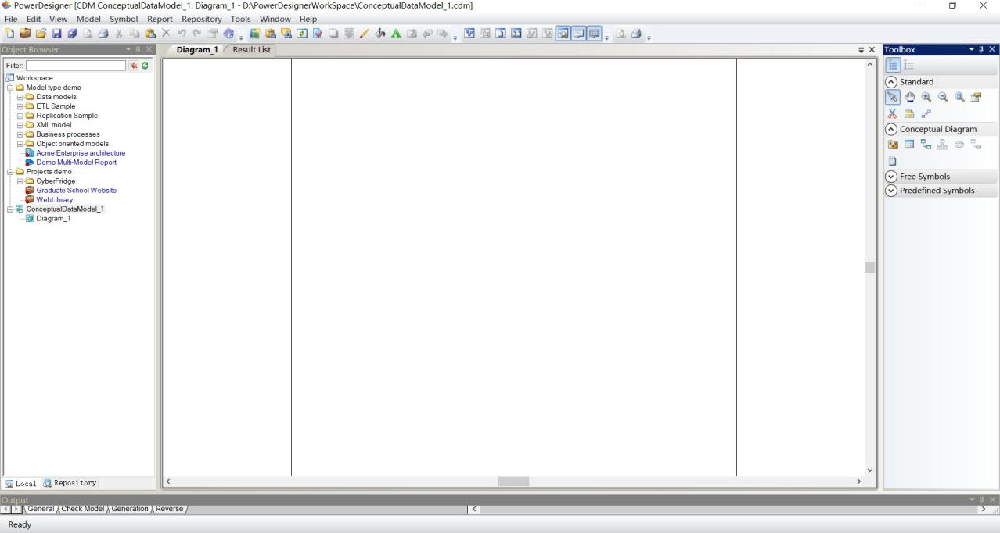 PowerDesigner [CDM ConceptualDataModel_1, Diagram_1 - D:\PowerDesignerWorkSpace\ConceptualDataModel_1.cdm]
File Edit View Model Symbol Report Repository Tools Window Help
Object Browser
Filter:
Workspace
Model type demo
Data models
ETL Sample
Replication Sample
XML model
Business processes
Object oriented models
Acme Enterprise architecture
Demo Multi-Model Report
Projects demo
CyberFridge
Graduate School Website
WebLibrary
ConceptualDataModel_1
Diagram_1
Local Repository
Diagram_1 Result List
Toolbox
Standard
Conceptual Diagram
Free Symbols
Predefined Symbols
Output
General Check Model Generation Reverse
Ready